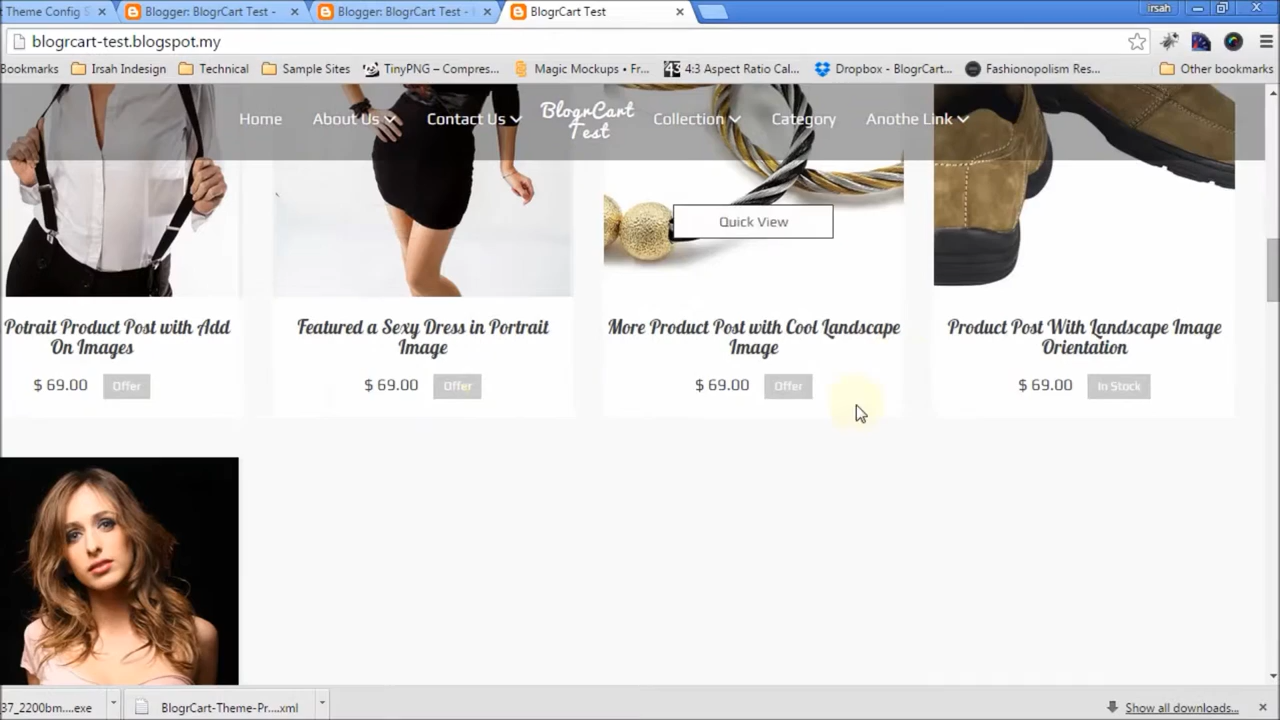 Theme Config S
Blogger: BlogrCart Test -
Blogger: BlogrCart Test -
BlogrCart Test
irsah
blogrcart-test.blogspot.my
Bookmarks
Irsah Indesign
Technical
Sample Sites
TinyPNG – Compres...
Magic Mockups • Fr...
43
4:3 Aspect Ratio Cal...
Dropbox - BlogrCart...
Fashionopolism Res...
Other bookmarks
Home
About Us
Contact Us
BlogrCart
Test
Collection
Category
Anothe Link
Quick View
Potrait Product Post with Add
On Images
$ 69.00 Offer
Featured a Sexy Dress in Portrait
Image
$ 69.00 Offer
More Product Post with Cool Landscape
Image
$ 69.00 Offer
Product Post With Landscape Image
Orientation
$ 69.00 In Stock
37_2200bm....exe
BlogrCart-Theme-Pr....xml
Show all downloads...